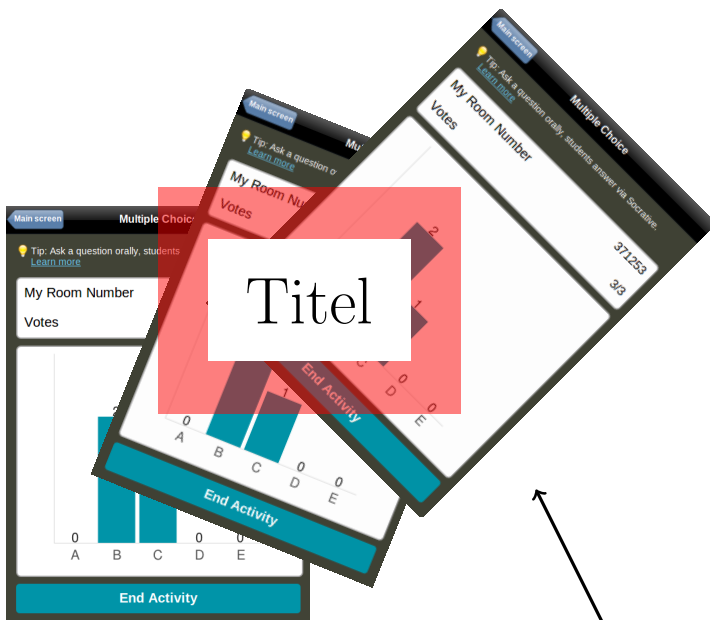 Main screen
Multiple Choice
Tip: Ask a question orally, students answer via Socrative.
Learn more
My Room Number
371253
Votes
3/3
2
1
0
0
C
D
E
End Activity
Main screen
Tip: Ask a question
Learn more
My Room
Votes
Titel
0
1
0
0
A
B
C
D
E
End Activity
Main screen
Multiple
Tip: Ask a question orally, students
Learn more
My Room Number
Votes
0
0
0
A
B
C
D
E
End Activity